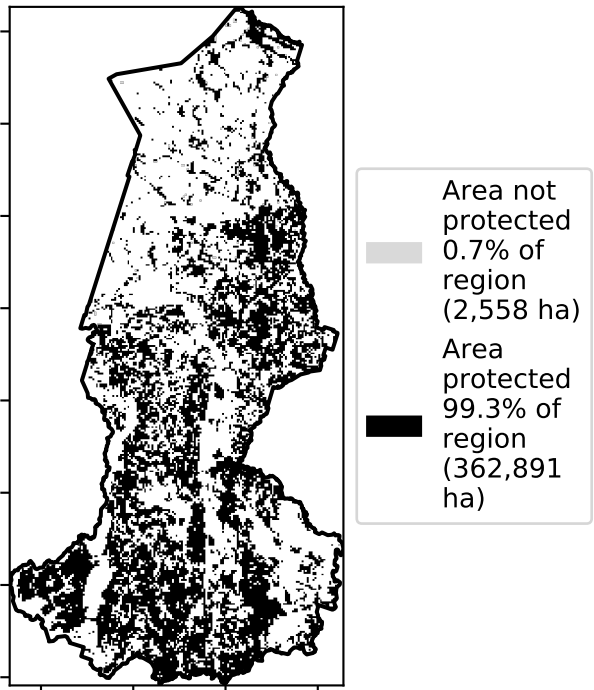 Area not
protected
0.7% of
region
(2,558 ha)
Area
protected
99.3% of
region
(362,891
ha)